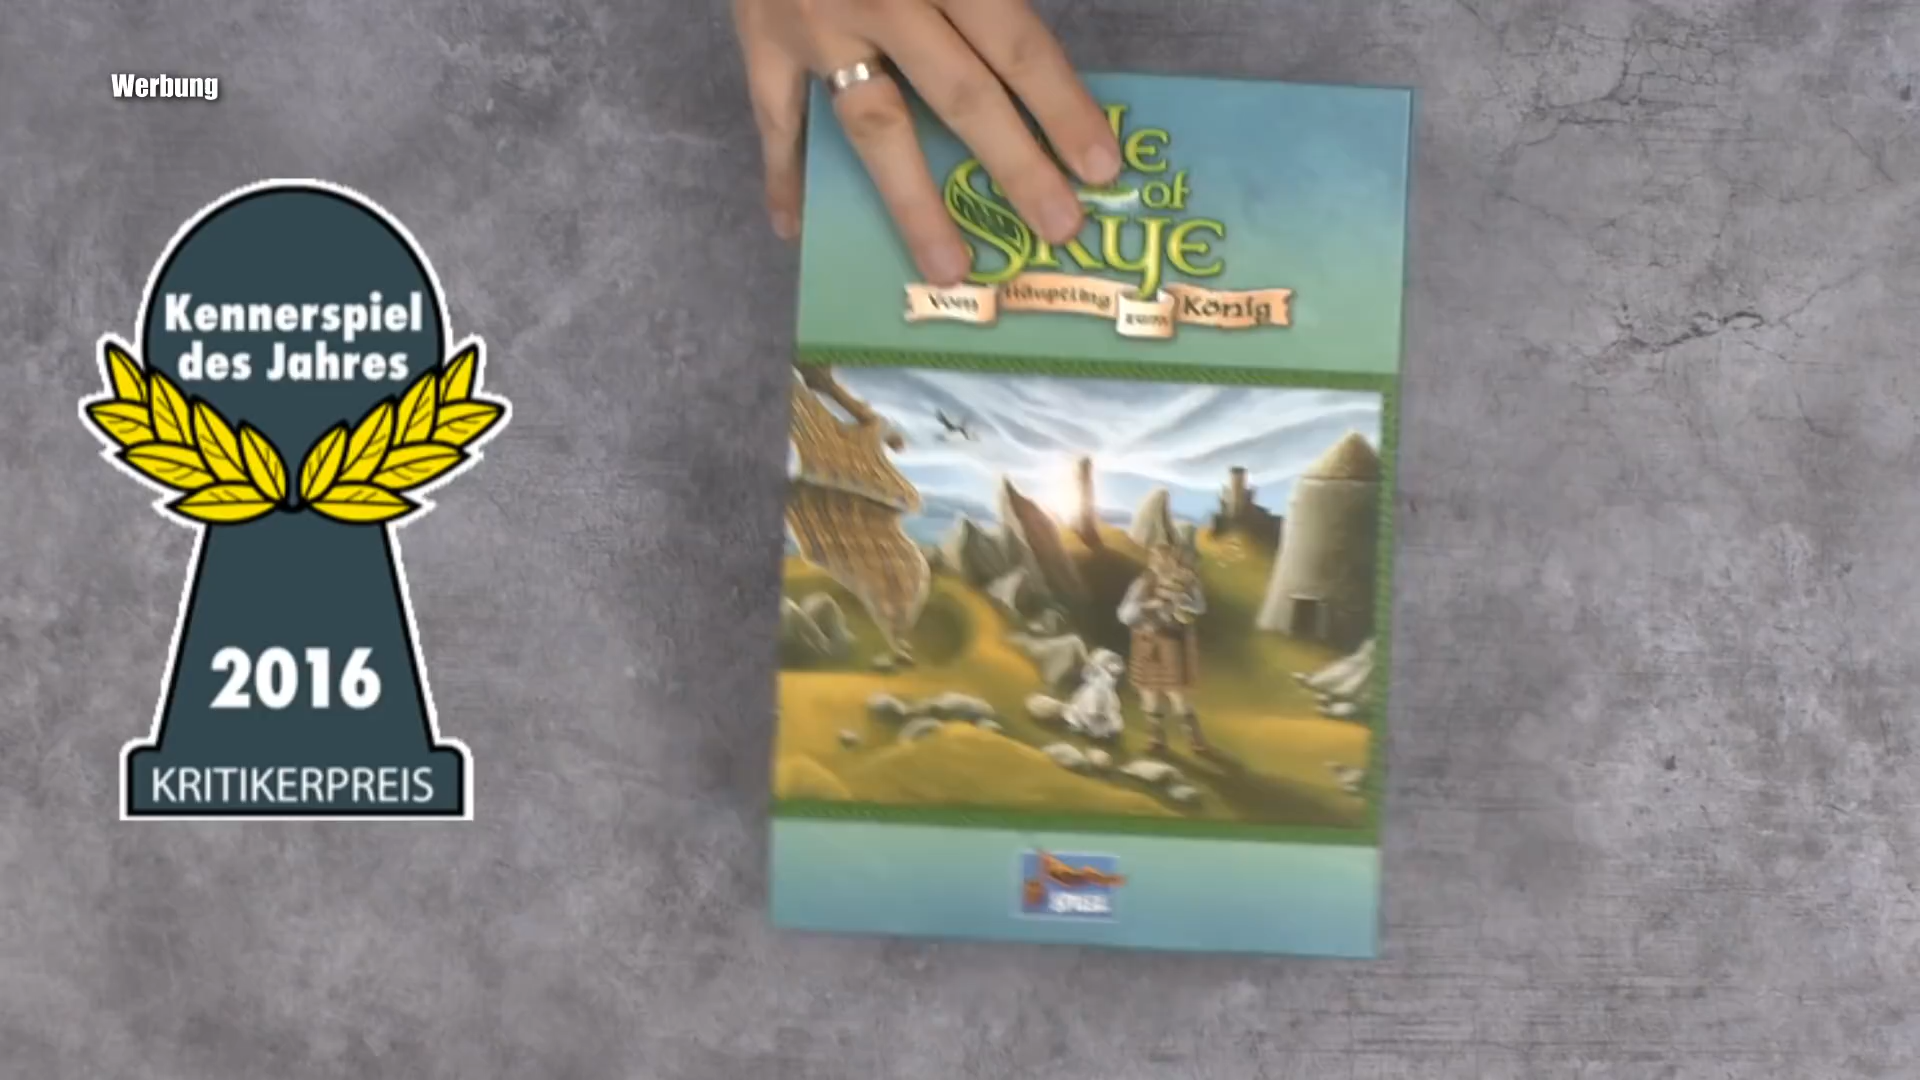 Werbung
Kennerspiel
des Jahres
2016
KRITIKERPREIS
of
Skye
Vom Häuptling zum König